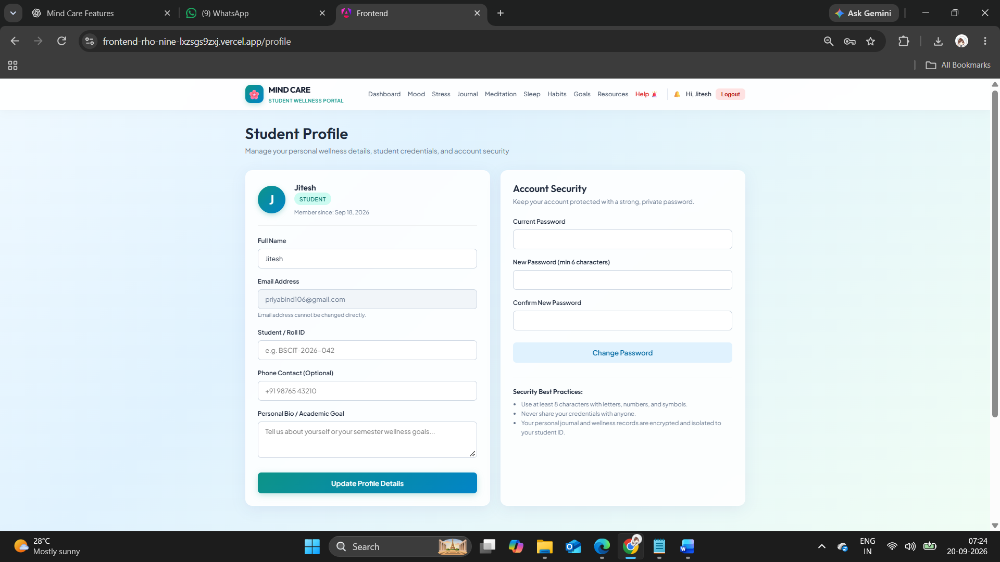 Mind Care Features
(9) WhatsApp
Frontend
Ask Gemini
frontend-rho-nine-lxzsgs9zxj.vercel.app/profile
All Bookmarks
MIND CARE
STUDENT WELLNESS PORTAL
Dashboard Mood Stress Journal Meditation Sleep Habits Goals Resources Help Hi, Jitesh Logout
Student Profile
Manage your personal wellness details, student credentials, and account security
J
Jitesh
STUDENT
Member since: Sep 18, 2026
Full Name
Jitesh
Email Address
priyabind106@gmail.com
Email address cannot be changed directly.
Student / Roll ID
e.g. BSCIT-2026-042
Phone Contact (Optional)
+91 98765 43210
Personal Bio / Academic Goal
Tell us about yourself or your semester wellness goals...
Update Profile Details
Account Security
Keep your account protected with a strong, private password.
Current Password
New Password (min 6 characters)
Confirm New Password
Change Password
Security Best Practices:
• Use at least 8 characters with letters, numbers, and symbols.
• Never share your credentials with anyone.
• Your personal journal and wellness records are encrypted and isolated to
your student ID.
28°C
Mostly sunny
Search
ENG
IN
07:24
20-09-2026